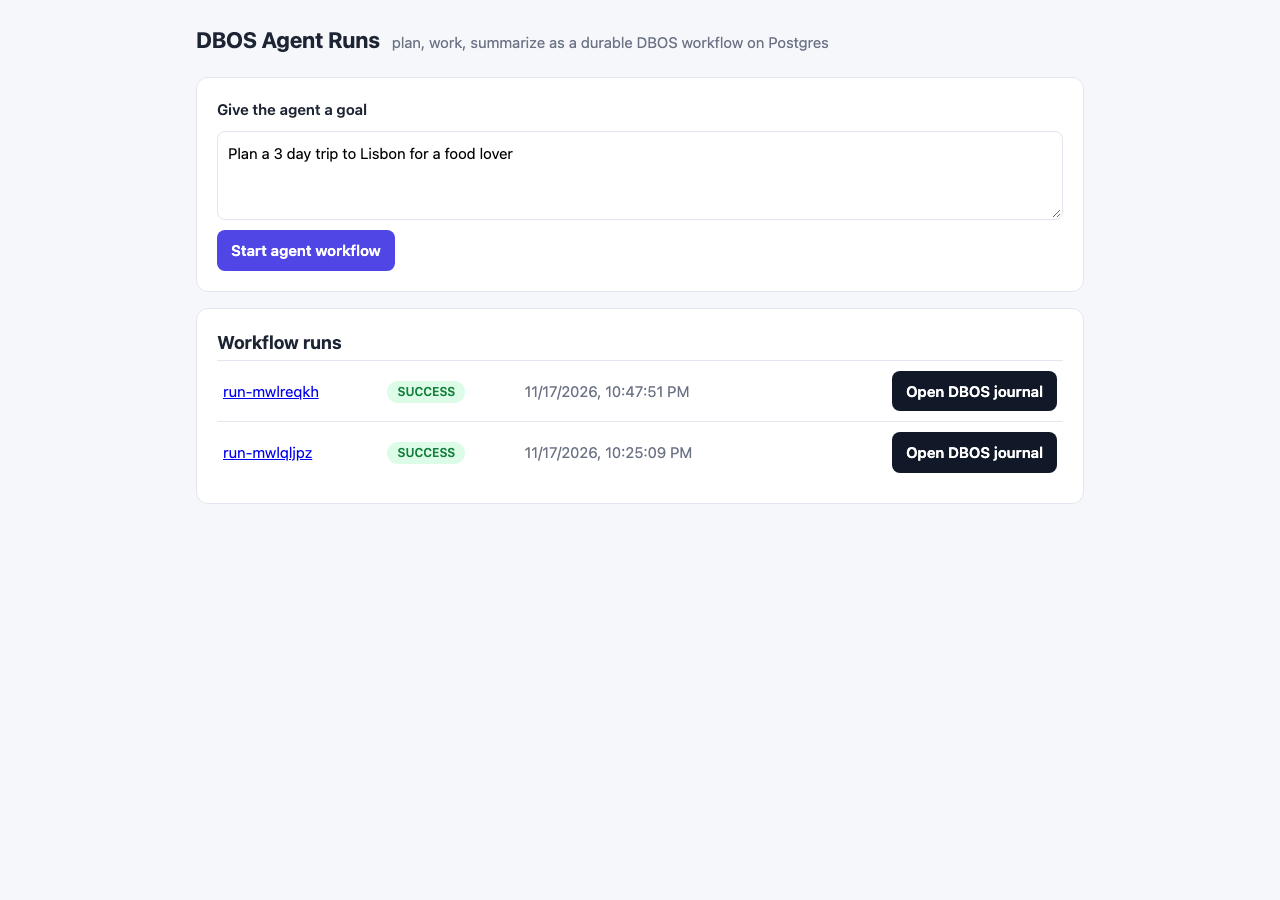 DBOS Agent Runs plan, work, summarize as a durable DBOS workflow on Postgres
Give the agent a goal
Plan a 3 day trip to Lisbon for a food lover
Start agent workflow
Workflow runs
run-mwlreqkh SUCCESS 11/17/2026, 10:47:51 PM Open DBOS journal
run-mwlqljpz SUCCESS 11/17/2026, 10:25:09 PM Open DBOS journal